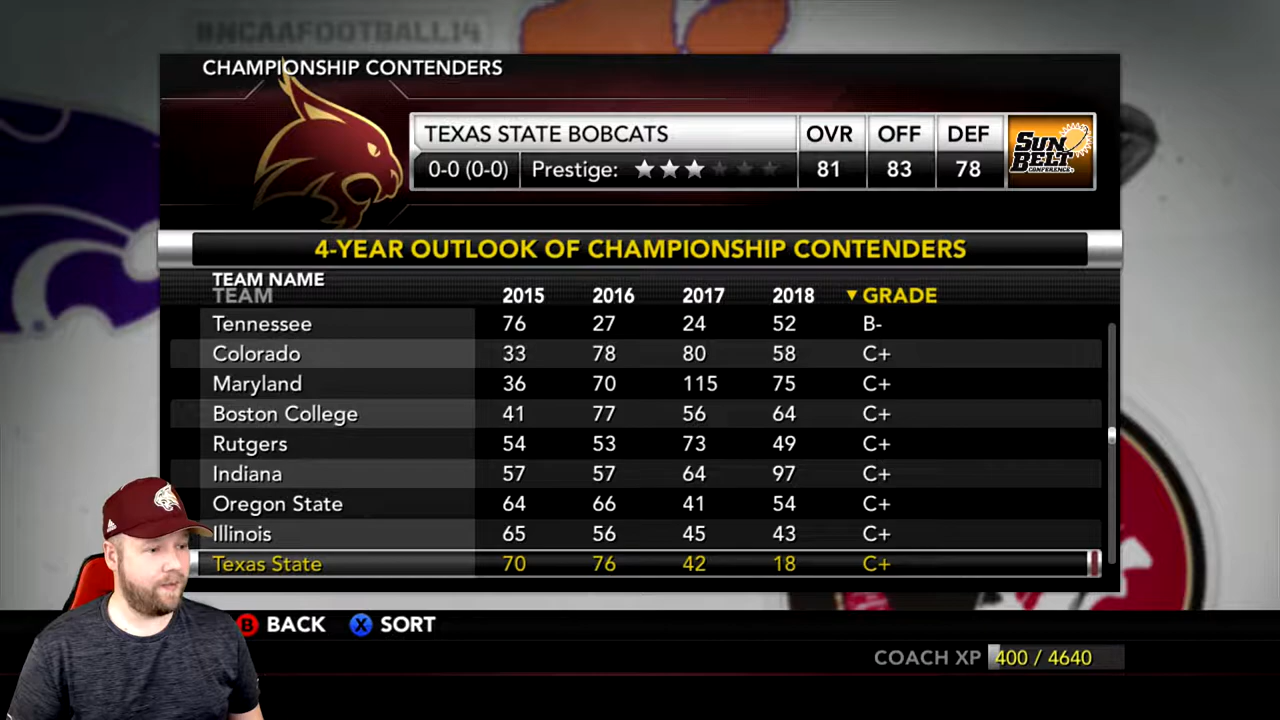 #NCAAFOOTBALL14
CHAMPIONSHIP CONTENDERS
TEXAS STATE BOBCATS OVR OFF DEF
0-0 (0-0) Prestige: 81 83 78
SUN BELT CONFERENCE
4-YEAR OUTLOOK OF CHAMPIONSHIP CONTENDERS
TEAM NAME
TEAM 2015 2016 2017 2018 GRADE
Tennessee 76 27 24 52 B-
Colorado 33 78 80 58 C+
Maryland 36 70 115 75 C+
Boston College 41 77 56 64 C+
Rutgers 54 53 73 49 C+
Indiana 57 57 64 97 C+
Oregon State 64 66 41 54 C+
Illinois 65 56 45 43 C+
Texas State 70 76 42 18 C+
B BACK X SORT
COACH XP 400 / 4640